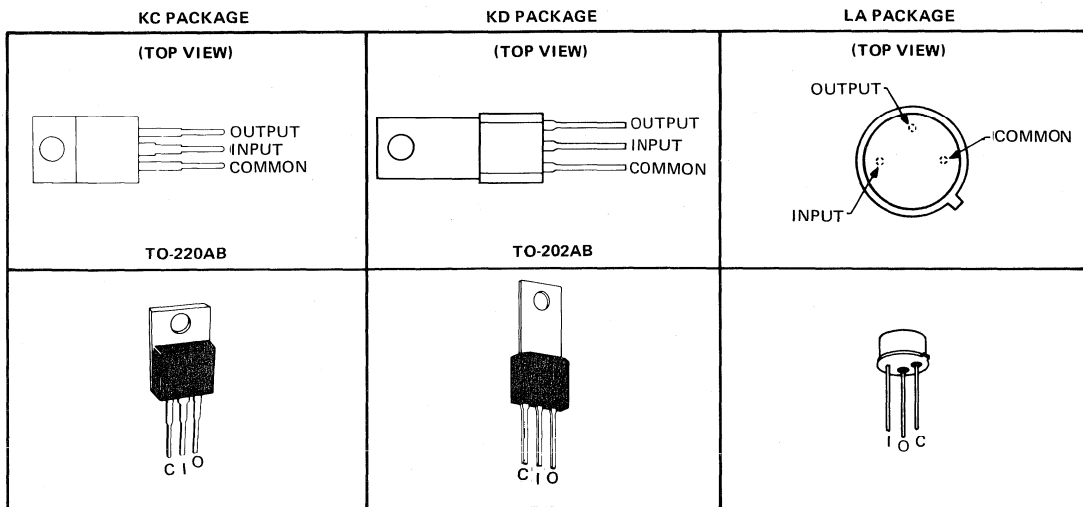 KC PACKAGE
KD PACKAGE
LA PACKAGE
(TOP VIEW)
OUTPUT
INPUT
COMMON
TO-220AB
(TOP VIEW)
OUTPUT
INPUT
COMMON
TO-202AB
(TOP VIEW)
OUTPUT
COMMON
INPUT
C I O
C I O
I O C